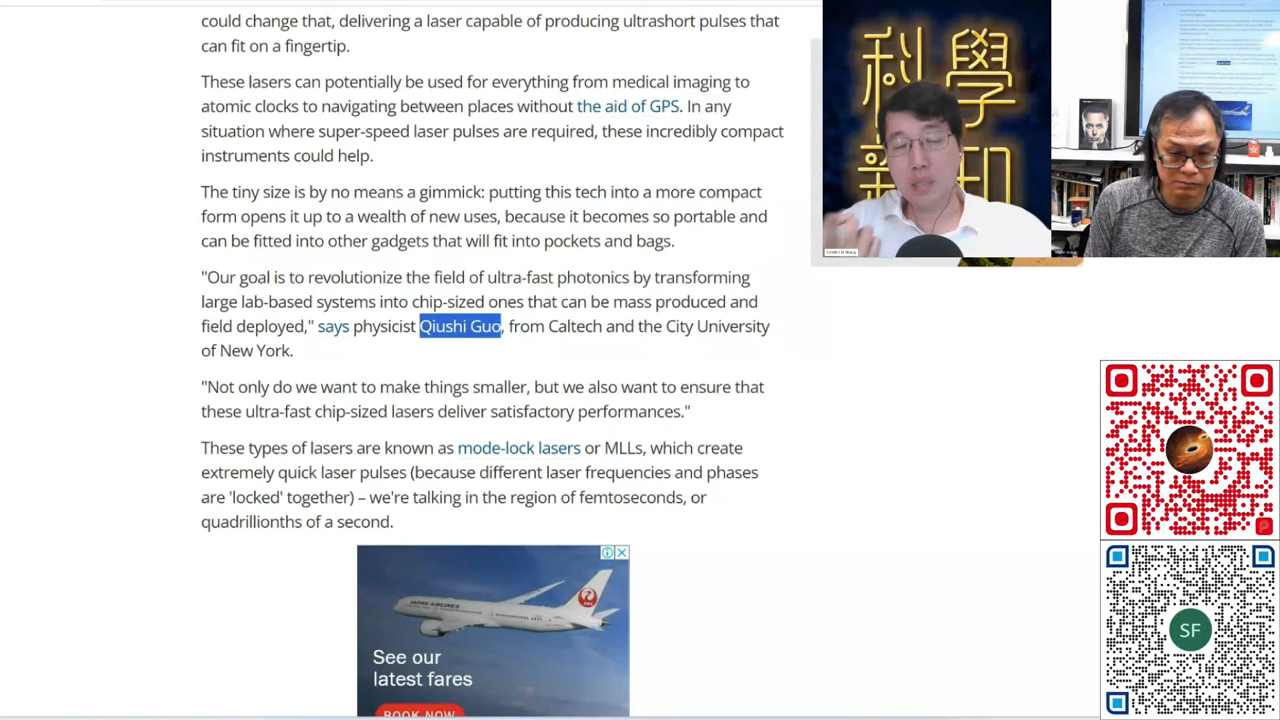 could change that, delivering a laser capable of producing ultrashort pulses that
can fit on a fingertip.
These lasers could potentially be used for everything from medical imaging to
atomic clocks to navigating between places without the aid of GPS. In any
situation where super-speed laser pulses are required, these incredibly compact
instruments could help.
The tiny size is by no means a gimmick: putting this tech into a more compact
form opens it up to a wealth of new uses, because it becomes so portable and
can be fitted into other gadgets that will fit into pockets and bags.
"Our goal is to revolutionize the field of ultra-fast photonics by transforming
large lab-based systems into chip-sized ones that can be mass produced and
field deployed," says physicist Qiushi Guo, from Caltech and the City University
of New York.
"Not only do we want to make things smaller, but we also want to ensure that
these ultra-fast chip-sized lasers deliver satisfactory performances."
These types of lasers are known as mode-lock lasers or MLLs, which create
extremely quick laser pulses (because different laser frequencies and phases
are 'locked' together) – we're talking in the region of femtoseconds, or
quadrillionths of a second.
JAPAN AIRLINES
See our
latest fares
BOOK NOW
科學
新知
SF